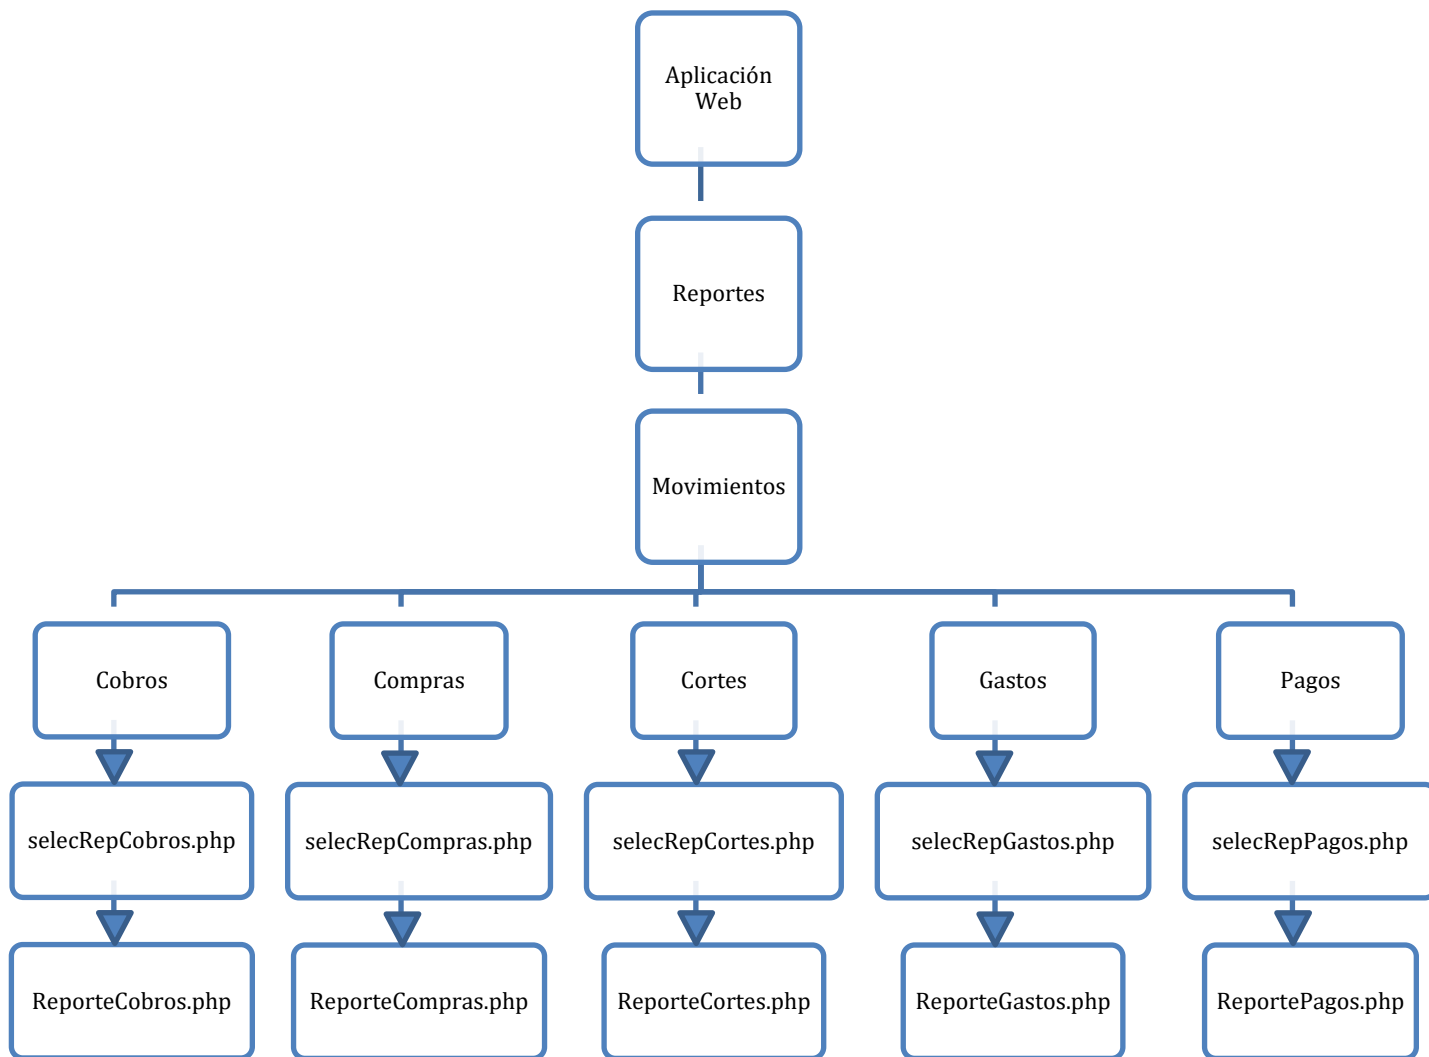 Aplicación
Web
Reportes
Movimientos
Cobros
Compras
Cortes
Gastos
Pagos
selecRepCobros.php
selecRepCompras.php
selecRepCortes.php
selecRepGastos.php
selecRepPagos.php
ReporteCobros.php
ReporteCompras.php
ReporteCortes.php
ReporteGastos.php
ReportePagos.php